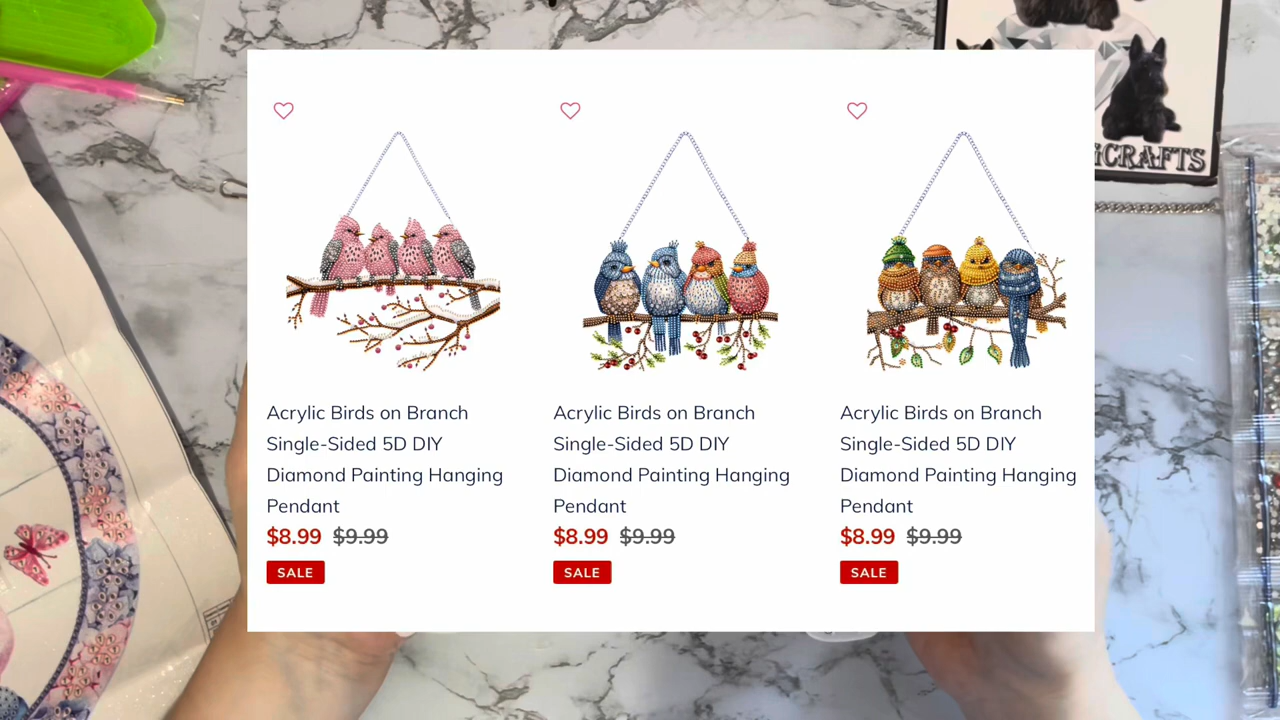 iCRAFTS
Acrylic Birds on Branch
Single-Sided 5D DIY
Diamond Painting Hanging
Pendant
$8.99 $9.99
SALE
Acrylic Birds on Branch
Single-Sided 5D DIY
Diamond Painting Hanging
Pendant
$8.99 $9.99
SALE
Acrylic Birds on Branch
Single-Sided 5D DIY
Diamond Painting Hanging
Pendant
$8.99 $9.99
SALE